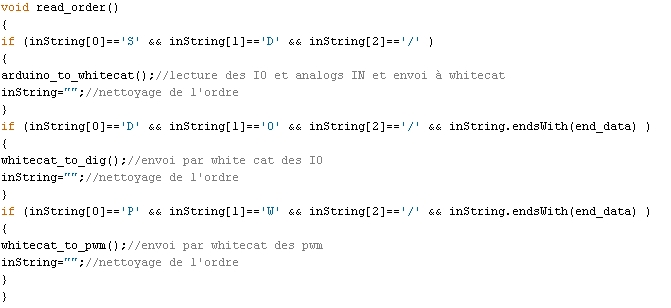 void read_order()
{
if (inString[0]=='S' && inString[1]=='D' && inString[2]=='/' )
{
arduino_to_whitecat();//lecture des IO et analogs IN et envoi à whitecat
inString="";//nettoyage de l'ordre
}
if (inString[0]=='D' && inString[1]=='O' && inString[2]=='/' && inString.endsWith(end_data) )
{
whitecat_to_dig();//envoi par white cat des IO
inString="";//nettoyage de l'ordre
}
if (inString[0]=='P' && inString[1]=='W' && inString[2]=='/' && inString.endsWith(end_data) )
{
whitecat_to_pwm();//envoi par whitecat des pwm
inString="";//nettoyage de l'ordre
}
}